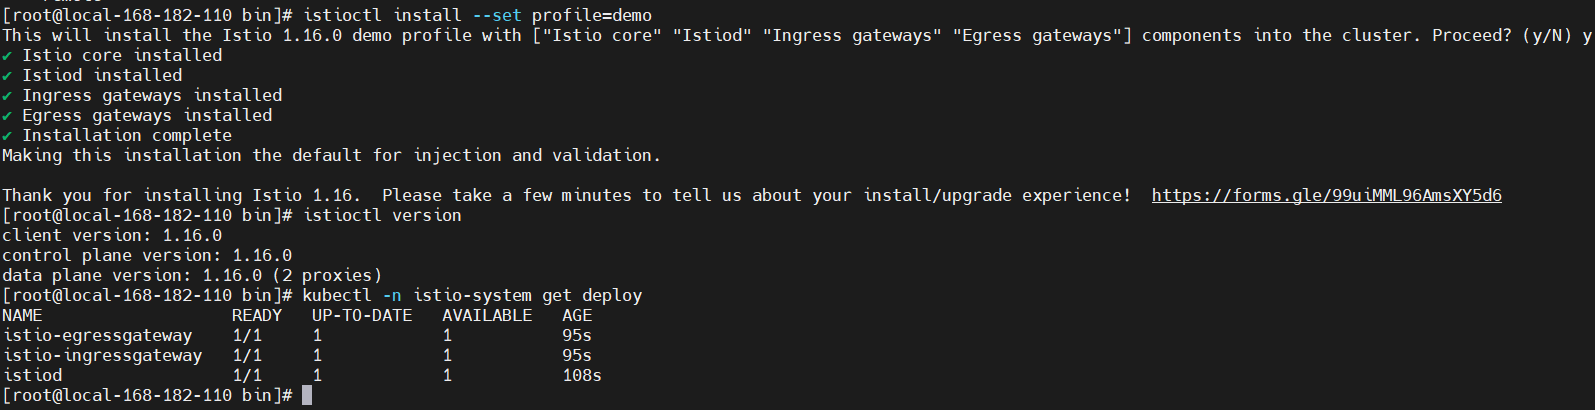 [root@local-168-182-110 bin]# istioctl install --set profile=demo
This will install the Istio 1.16.0 demo profile with ["Istio core" "Istiod" "Ingress gateways" "Egress gateways"] components into the cluster. Proceed? (y/N) y
✔ Istio core installed
✔ Istiod installed
✔ Ingress gateways installed
✔ Egress gateways installed
✔ Installation complete
Making this installation the default for injection and validation.

Thank you for installing Istio 1.16.  Please take a few minutes to tell us about your install/upgrade experience!  https://forms.gle/99uiMML96AmsXY5d6
[root@local-168-182-110 bin]# istioctl version
client version: 1.16.0
control plane version: 1.16.0
data plane version: 1.16.0 (2 proxies)
[root@local-168-182-110 bin]# kubectl -n istio-system get deploy
NAME                   READY   UP-TO-DATE   AVAILABLE   AGE
istio-egressgateway    1/1     1            1           95s
istio-ingressgateway   1/1     1            1           95s
istiod                 1/1     1            1           108s
[root@local-168-182-110 bin]#